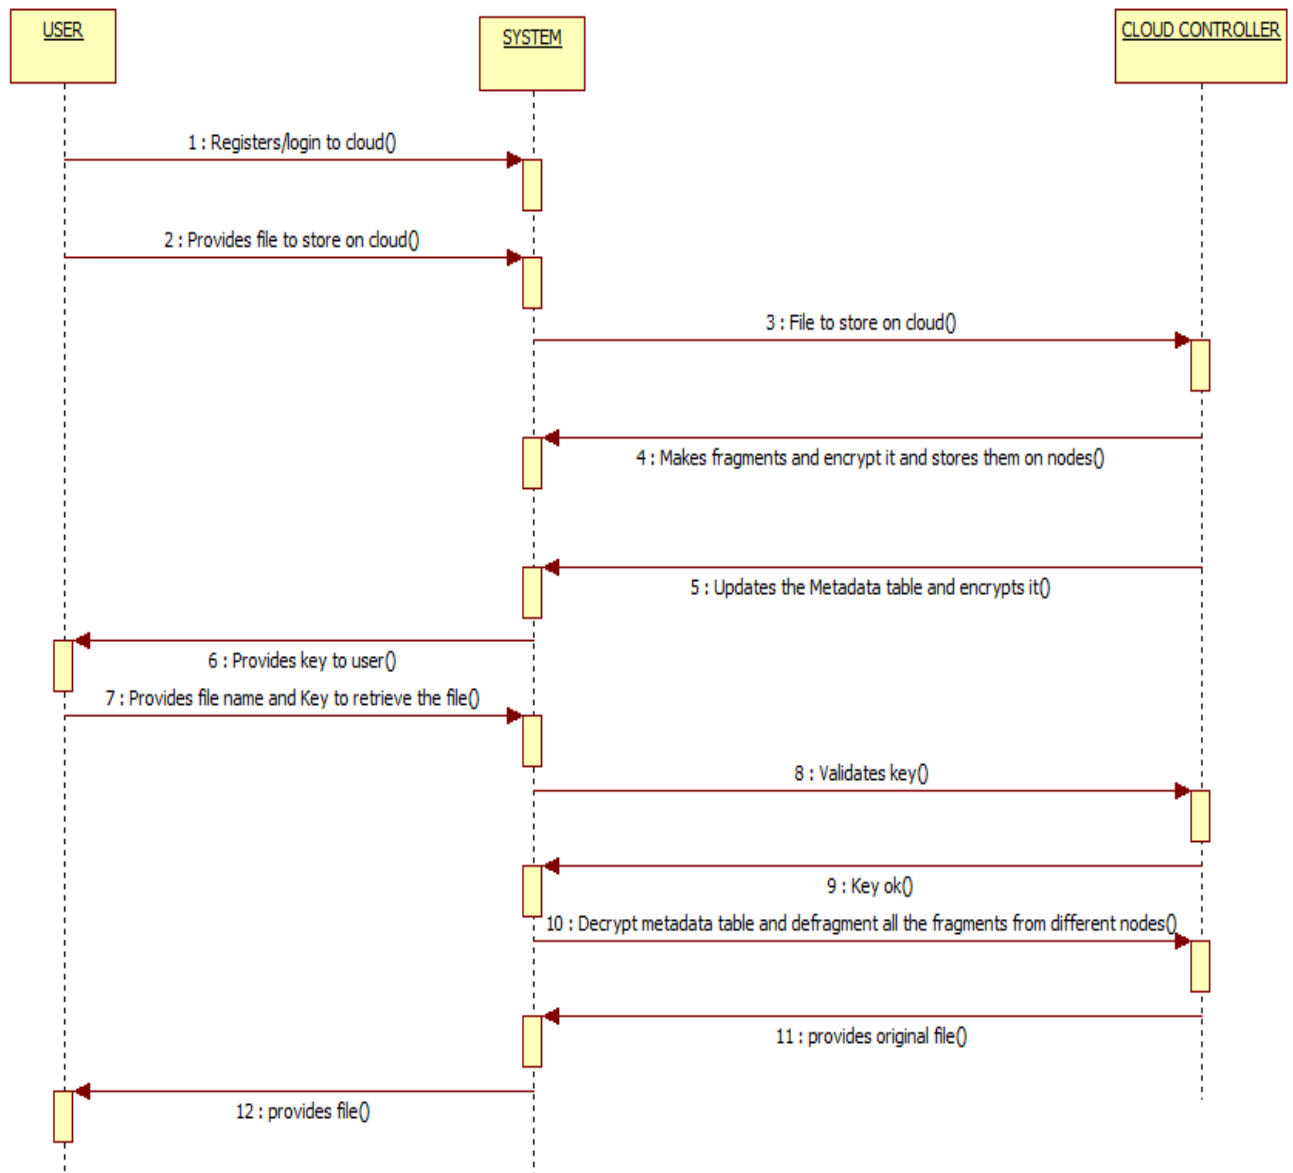 USER
SYSTEM
CLOUD CONTROLLER
1 : Registers/login to cloud()
2 : Provides file to store on cloud()
3 : File to store on cloud()
4 : Makes fragments and encrypt it and stores them on nodes()
5 : Updates the Metadata table and encrypts it()
6 : Provides key to user()
7 : Provides file name and Key to retrieve the file()
8 : Validates key()
9 : Key ok()
10 : Decrypt metadata table and defragment all the fragments from different nodes()
11 : provides original file()
12 : provides file()